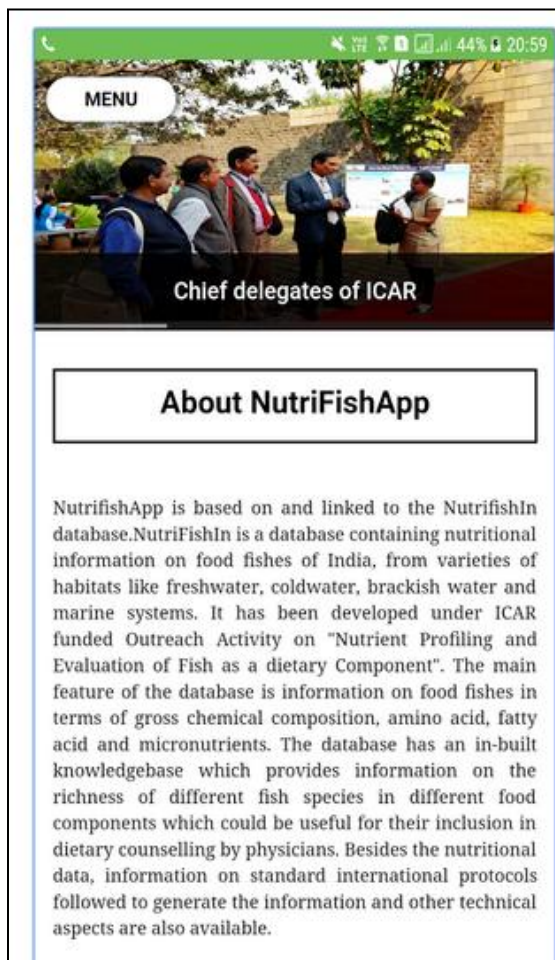 VoLTE 1 44% 20:59
MENU
Chief delegates of ICAR
About NutriFishApp
NutrifishApp is based on and linked to the NutrifishIn
database.NutriFishIn is a database containing nutritional
information on food fishes of India, from varieties of
habitats like freshwater, coldwater, brackish water and
marine systems. It has been developed under ICAR
funded Outreach Activity on "Nutrient Profiling and
Evaluation of Fish as a dietary Component". The main
feature of the database is information on food fishes in
terms of gross chemical composition, amino acid, fatty
acid and micronutrients. The database has an in-built
knowledgebase which provides information on the
richness of different fish species in different food
components which could be useful for their inclusion in
dietary counselling by physicians. Besides the nutritional
data, information on standard international protocols
followed to generate the information and other technical
aspects are also available.